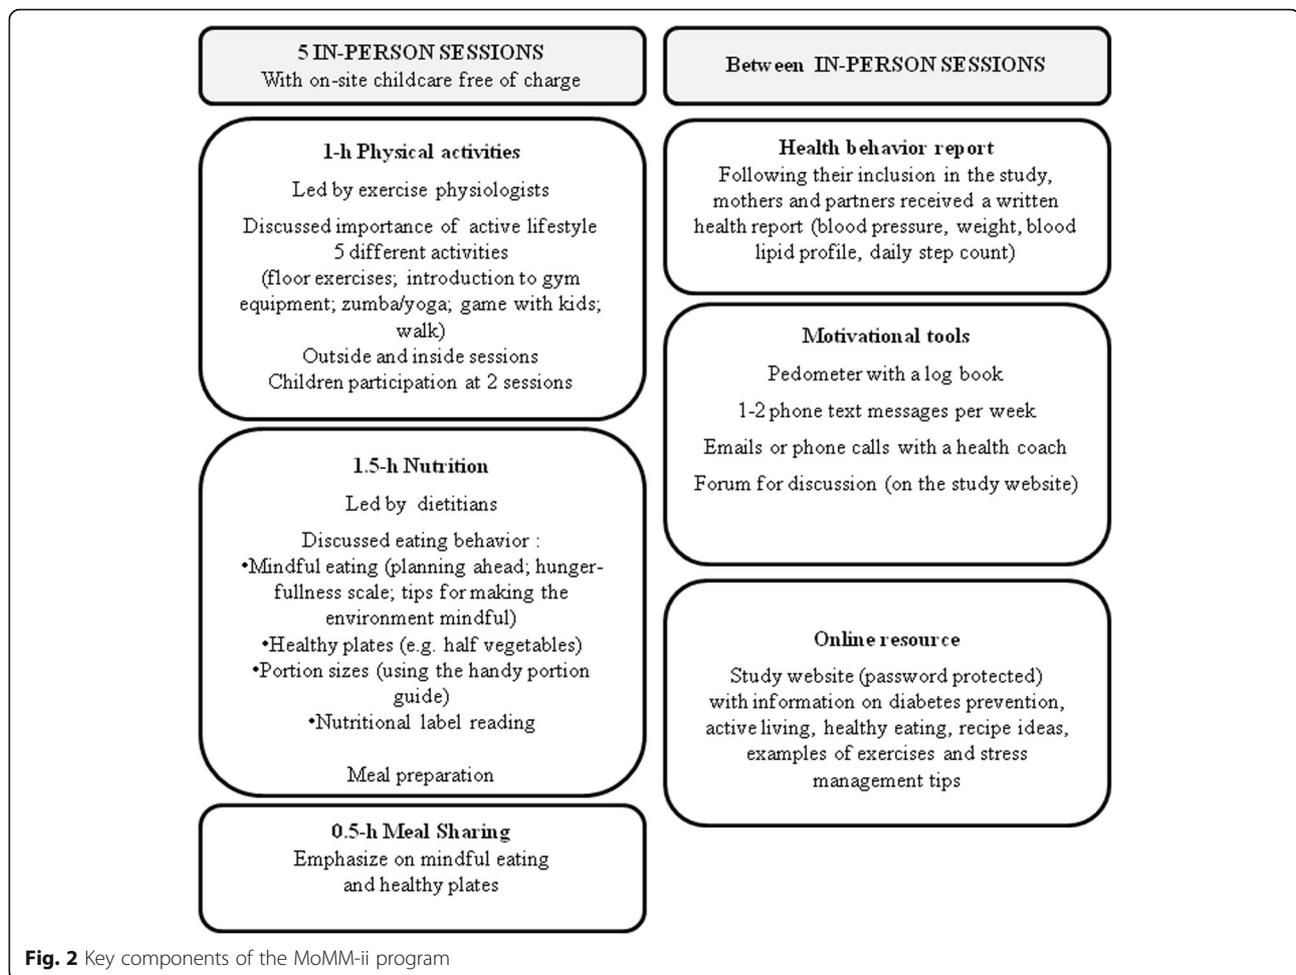 5 IN-PERSON SESSIONS
With on-site childcare free of charge
1-h Physical activities
Led by exercise physiologists
Discussed importance of active lifestyle
5 different activities
(floor exercises; introduction to gym
equipment; zumba/yoga; game with kids;
walk)
Outside and inside sessions
Children participation at 2 sessions
1.5-h Nutrition
Led by dietitians
Discussed eating behavior :
•Mindful eating (planning ahead; hunger-
fullness scale; tips for making the
environment mindful)
•Healthy plates (e.g. half vegetables)
•Portion sizes (using the handy portion
guide)
•Nutritional label reading
Meal preparation
0.5-h Meal Sharing
Emphasize on mindful eating
and healthy plates
Between IN-PERSON SESSIONS
Health behavior report
Following their inclusion in the study,
mothers and partners received a written
health report (blood pressure, weight, blood
lipid profile, daily step count)
Motivational tools
Pedometer with a log book
1-2 phone text messages per week
Emails or phone calls with a health coach
Forum for discussion (on the study website)
Online resource
Study website (password protected)
with information on diabetes prevention,
active living, healthy eating, recipe ideas,
examples of exercises and stress
management tips
Fig. 2 Key components of the MoMM-ii program